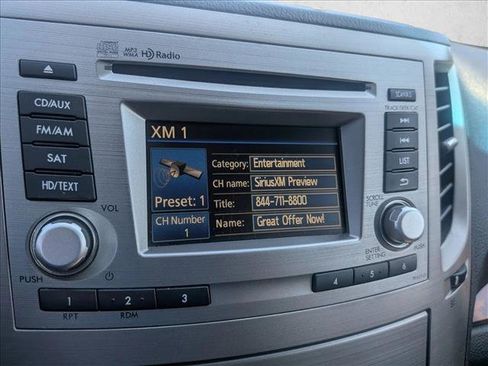 MP3
WMA
HD Radio
SCAN
CD/AUX
FM/AM
SAT
HD/TEXT
VOL
PUSH
XM 1
Category: Entertainment
CH name: SiriusXM Preview
Preset: 1
Title: 844-711-8800
CH Number
1
Name: Great Offer Now!
LIST
SCROLL
TUNE
ENTER
SETTING
PUSH
1
2
3
4
5
6
RPT
RDM